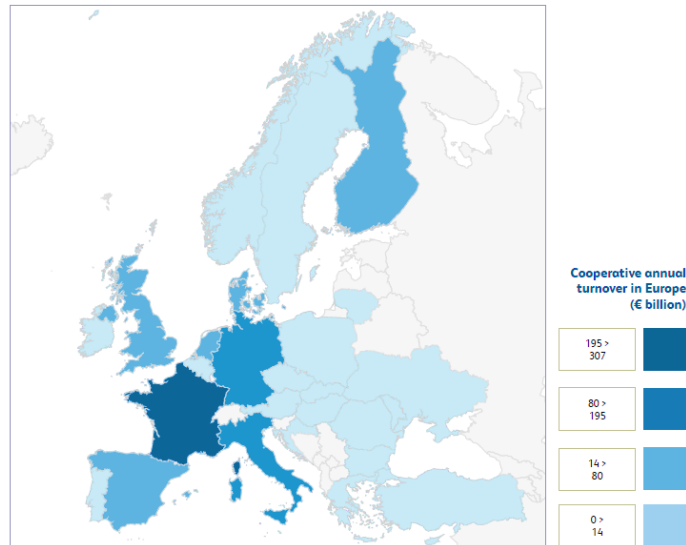 Cooperative annual
turnover in Europe
(€ billion)
195 >
307
80 >
195
14 >
80
0 >
14